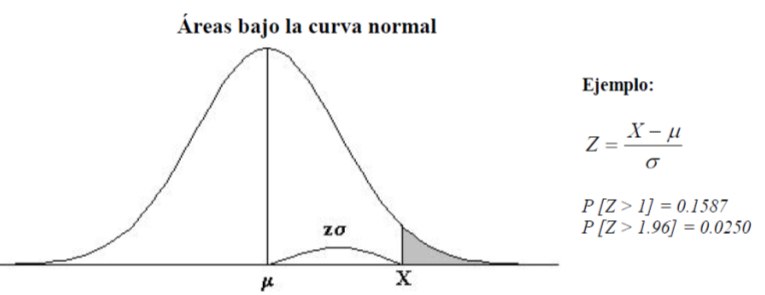 Áreas bajo la curva normal
Ejemplo:
Z = (X − μ) / σ
P [Z > 1] = 0.1587
P [Z > 1.96] = 0.0250
zσ
μ
X